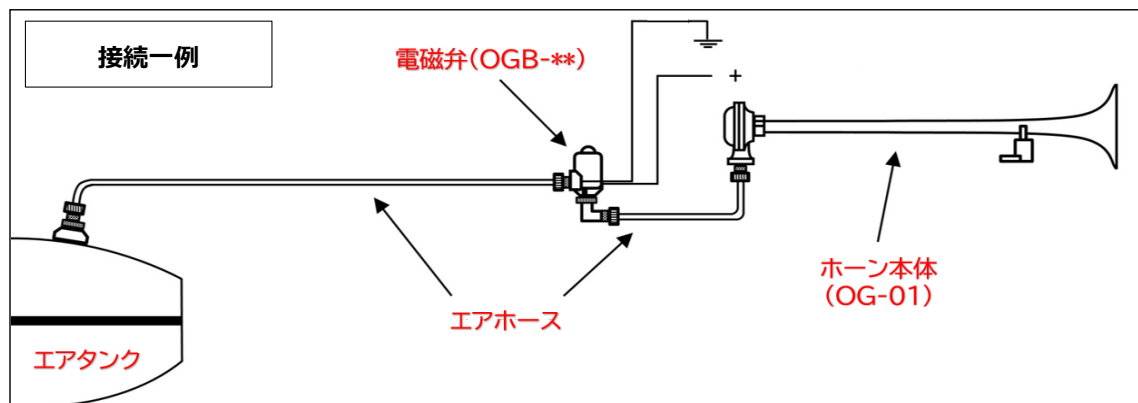 接続一例
電磁弁(OGB-**)
+
ホーン本体
(OG-01)
エアホース
エアタンク